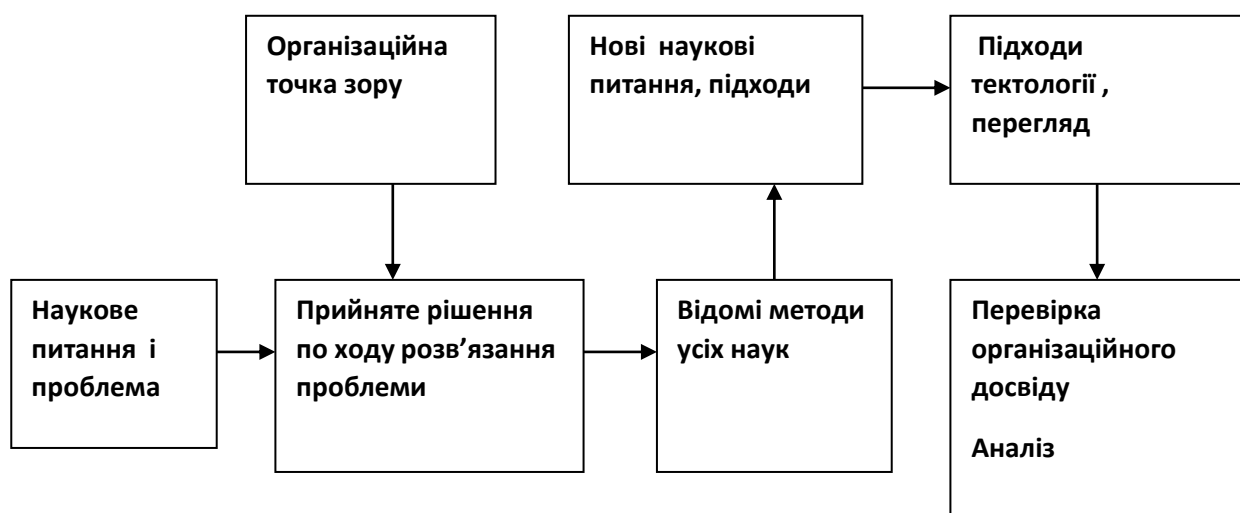 Організаційна
точка зору
Нові наукові
питання, підходи
Підходи
тектології ,
перегляд
Наукове
питання і
проблема
Прийняте рішення
по ходу розв’язання
проблеми
Відомі методи
усіх наук
Перевірка
організаційного
досвіду
Аналіз